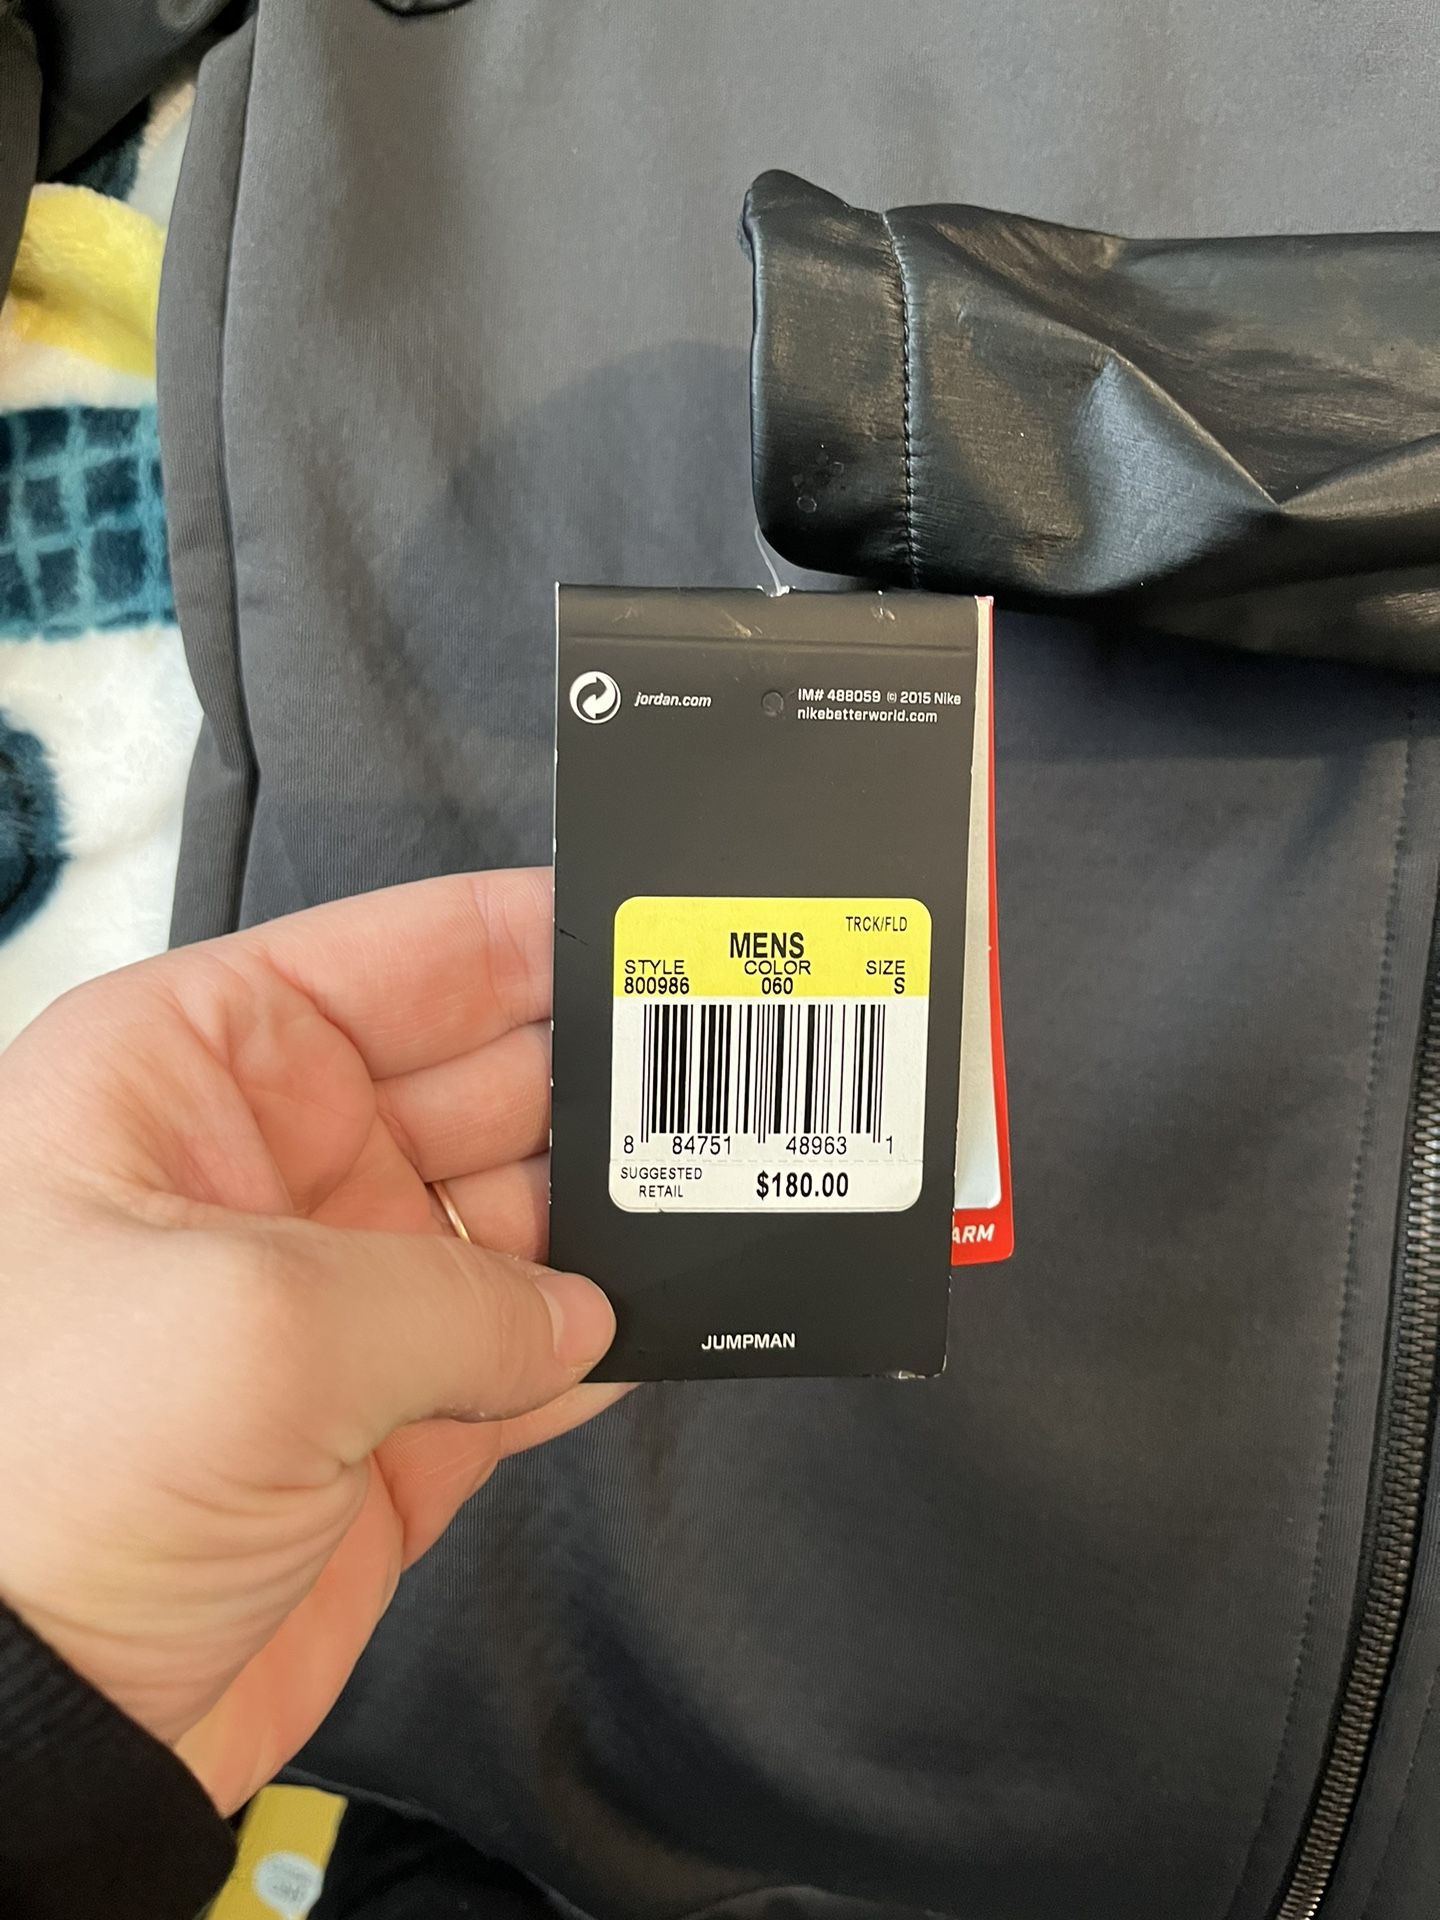 jordan.com
IM# 488059 © 2015 Nike
nikebetterworld.com
TRCK/FLD
MENS
STYLE COLOR SIZE
800986 060 S
8 84751 48963 1
SUGGESTED
RETAIL
$180.00
ARM
JUMPMAN